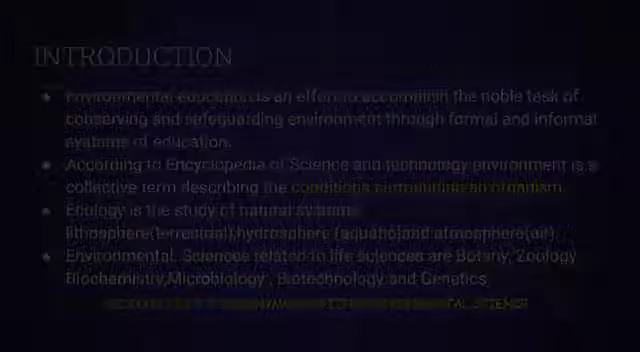 INTRODUCTION
Environmental education is an effort to accomplish the noble task of
conserving and safeguarding environment through formal and informal
systems of education.
According to Encyclopedia of Science and technology environment is a
collective term describing the conditions surrounding an organism.
Ecology is the study of natural systems
lithosphere(terrestrial),hydrosphere (aquatic)and atmosphere(air).
Environmental Sciences related to life sciences are Botany, Zoology
Biochemistry,Microbiology , Biotechnology and Genetics
SCIENCE